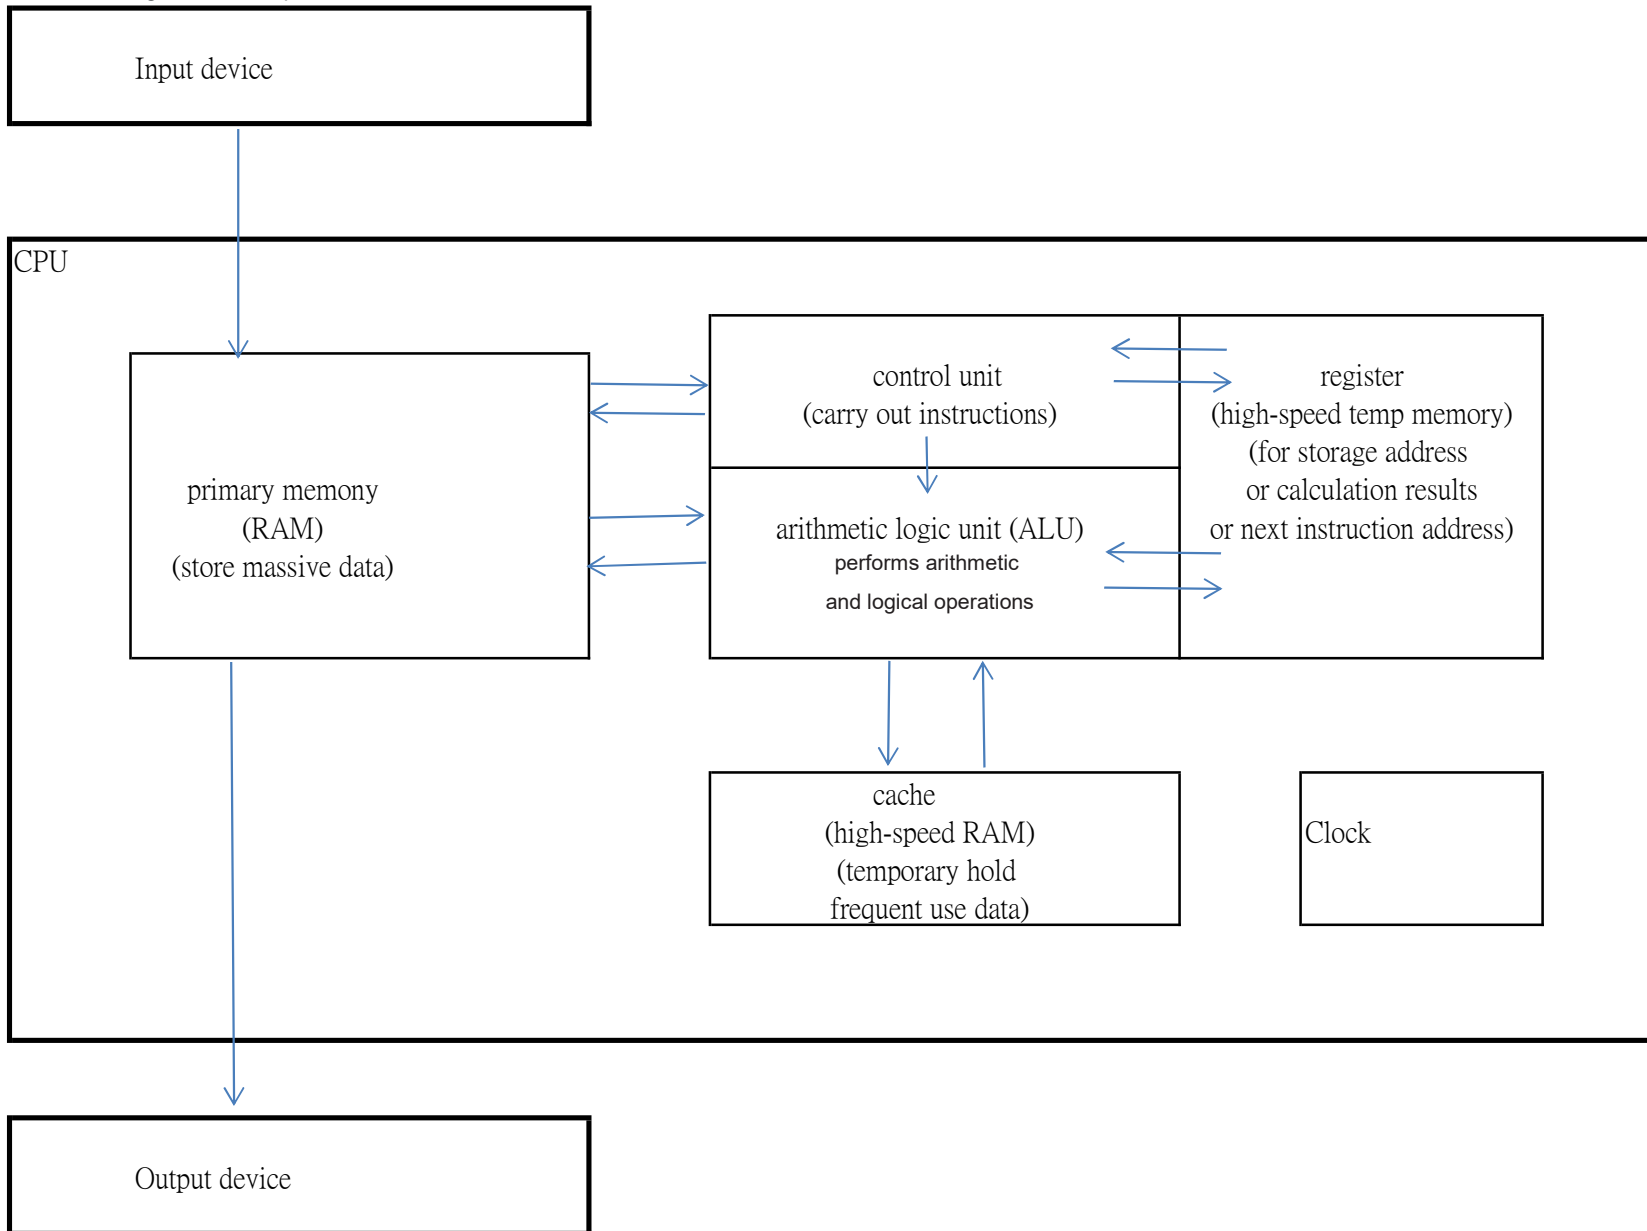 Input device
CPU
control unit
(carry out instructions)
register
(high-speed temp memory)
(for storage address
or calculation results
or next instruction address)
primary memony
(RAM)
(store massive data)
arithmetic logic unit (ALU)
performs arithmetic
and logical operations
cache
(high-speed RAM)
(temporary hold
frequent use data)
Clock
Output device